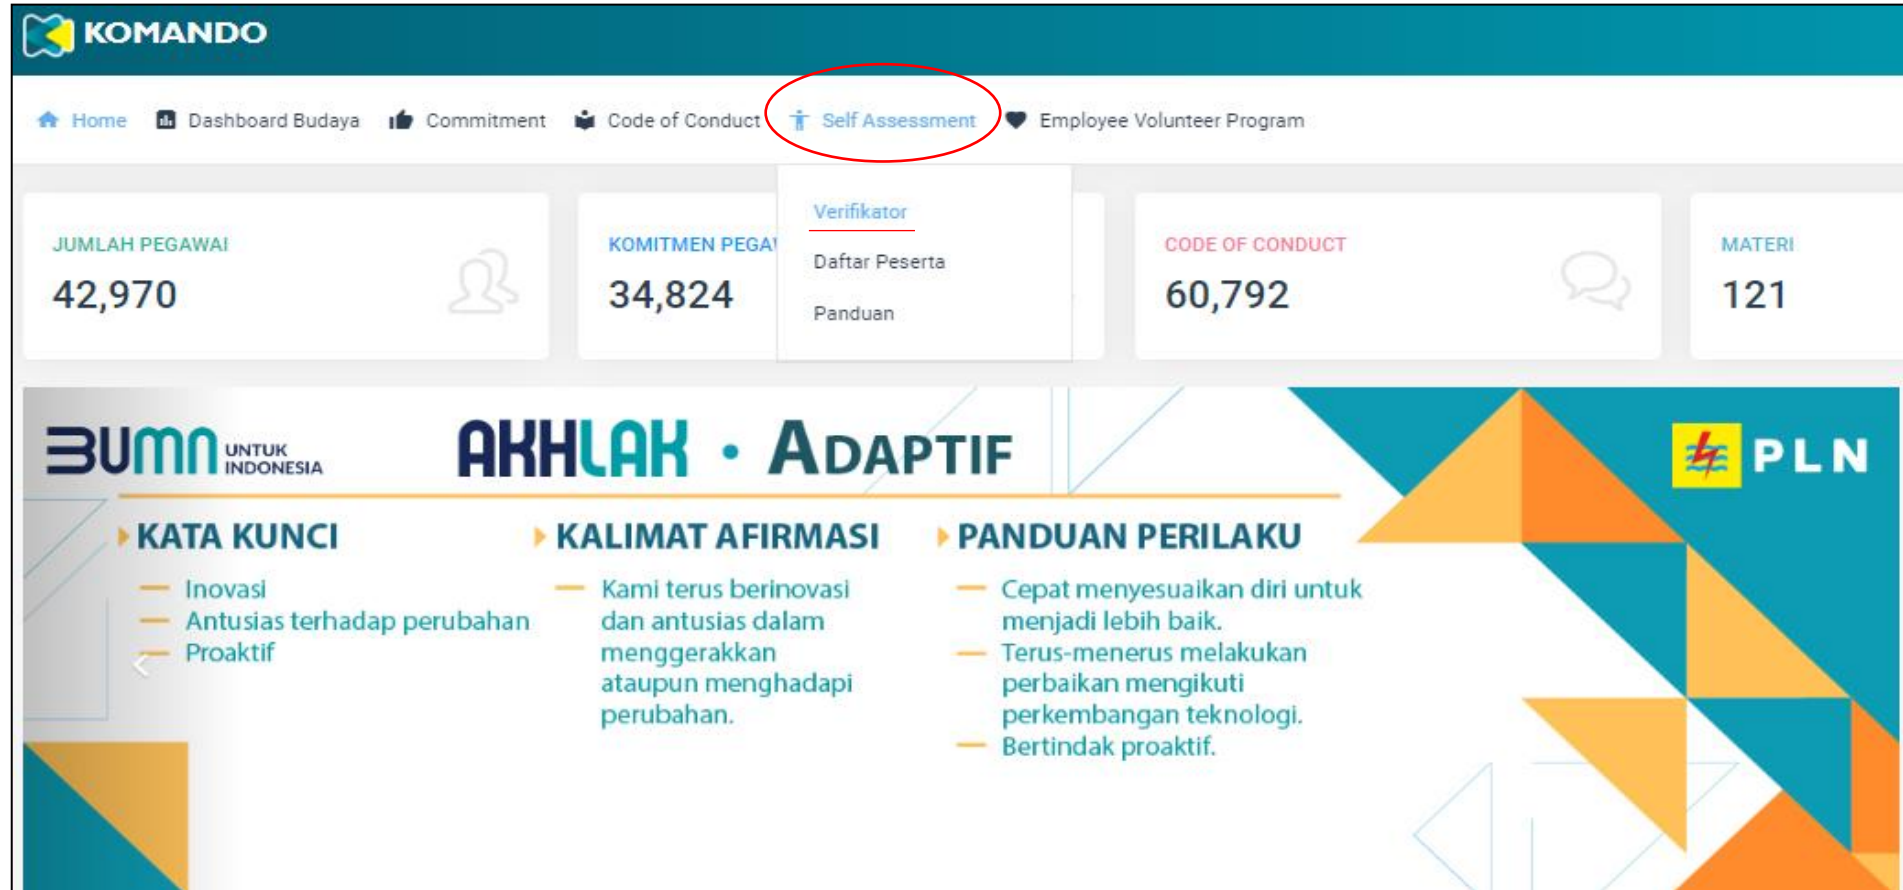 KOMANDO
Home Dashboard Budaya Commitment Code of Conduct Self Assessment Employee Volunteer Program
Verifikator
Daftar Peserta
Panduan
JUMLAH PEGAWAI
42,970
KOMITMEN
34,824
CODE OF CONDUCT
60,792
MATERI
121
BUMN UNTUK
INDONESIA
AKHLAK • ADAPTIF
PLN
KATA KUNCI
Inovasi
Antusias terhadap perubahan
Proaktif
KALIMAT AFIRMASI
Kami terus berinovasi
dan antusias dalam
menggerakkan
ataupun menghadapi
perubahan.
PANDUAN PERILAKU
Cepat menyesuaikan diri untuk
menjadi lebih baik.
Terus-menerus melakukan
perbaikan mengikuti
perkembangan teknologi.
Bertindak proaktif.